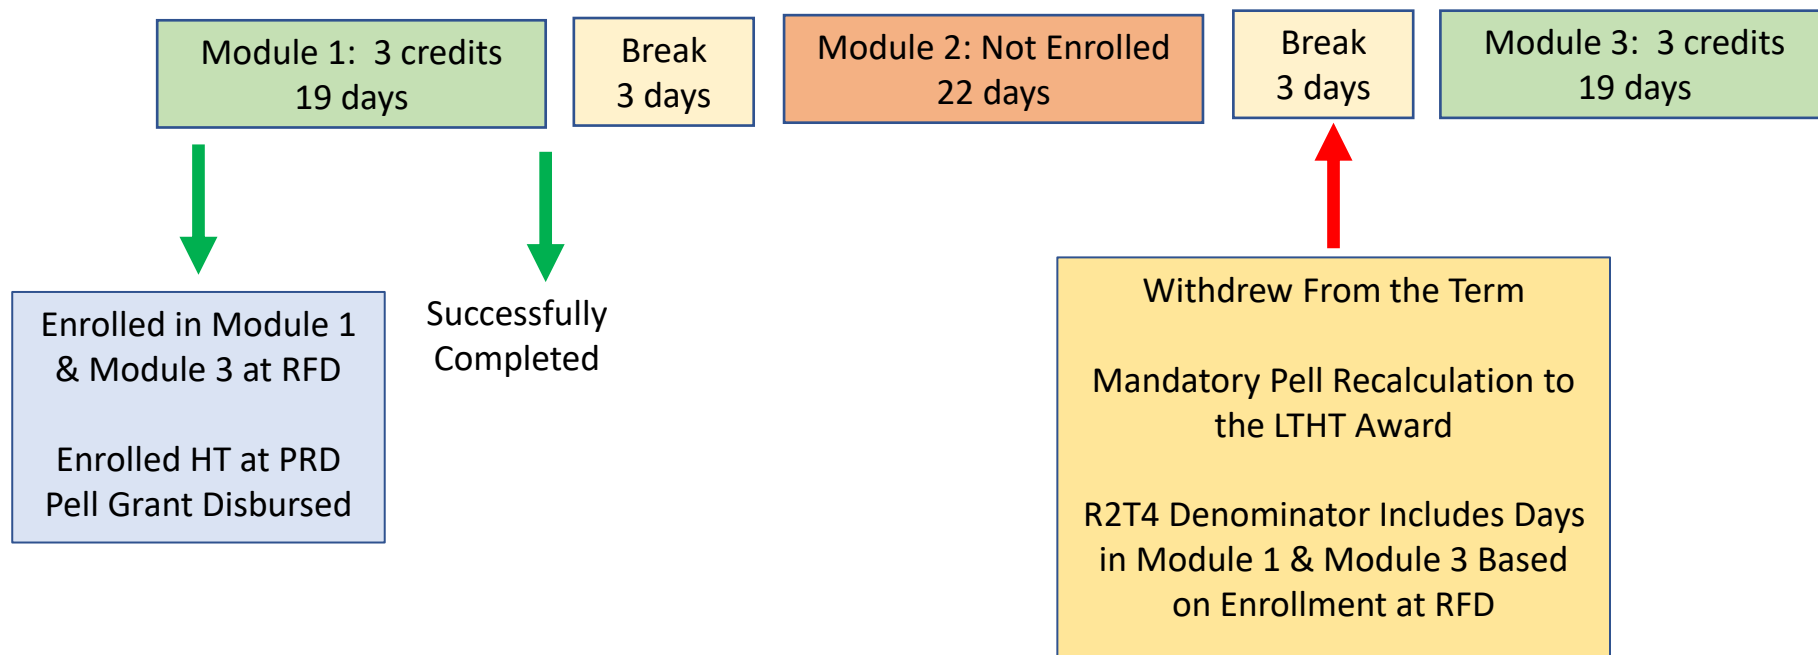 Module 1:  3 credits
19 days
Break
3 days
Module 2: Not Enrolled
22 days
Break
3 days
Module 3:  3 credits
19 days
Enrolled in Module 1
& Module 3 at RFD
Enrolled HT at PRD
Pell Grant Disbursed
Successfully
Completed
Withdrew From the Term
Mandatory Pell Recalculation to
the LTHT Award
R2T4 Denominator Includes Days
in Module 1 & Module 3 Based
on Enrollment at RFD